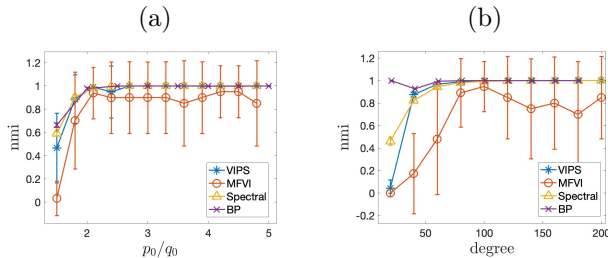 (a)
nmi
1
0.8
0.6
0.4
0.2
0
2
3
4
5
p₀/q₀
VIPS
MFVI
Spectral
BP
(b)
nmi
1.2
1
0.8
0.6
0.4
0.2
0
-0.2
50
100
150
200
degree
VIPS
MFVI
Spectral
BP